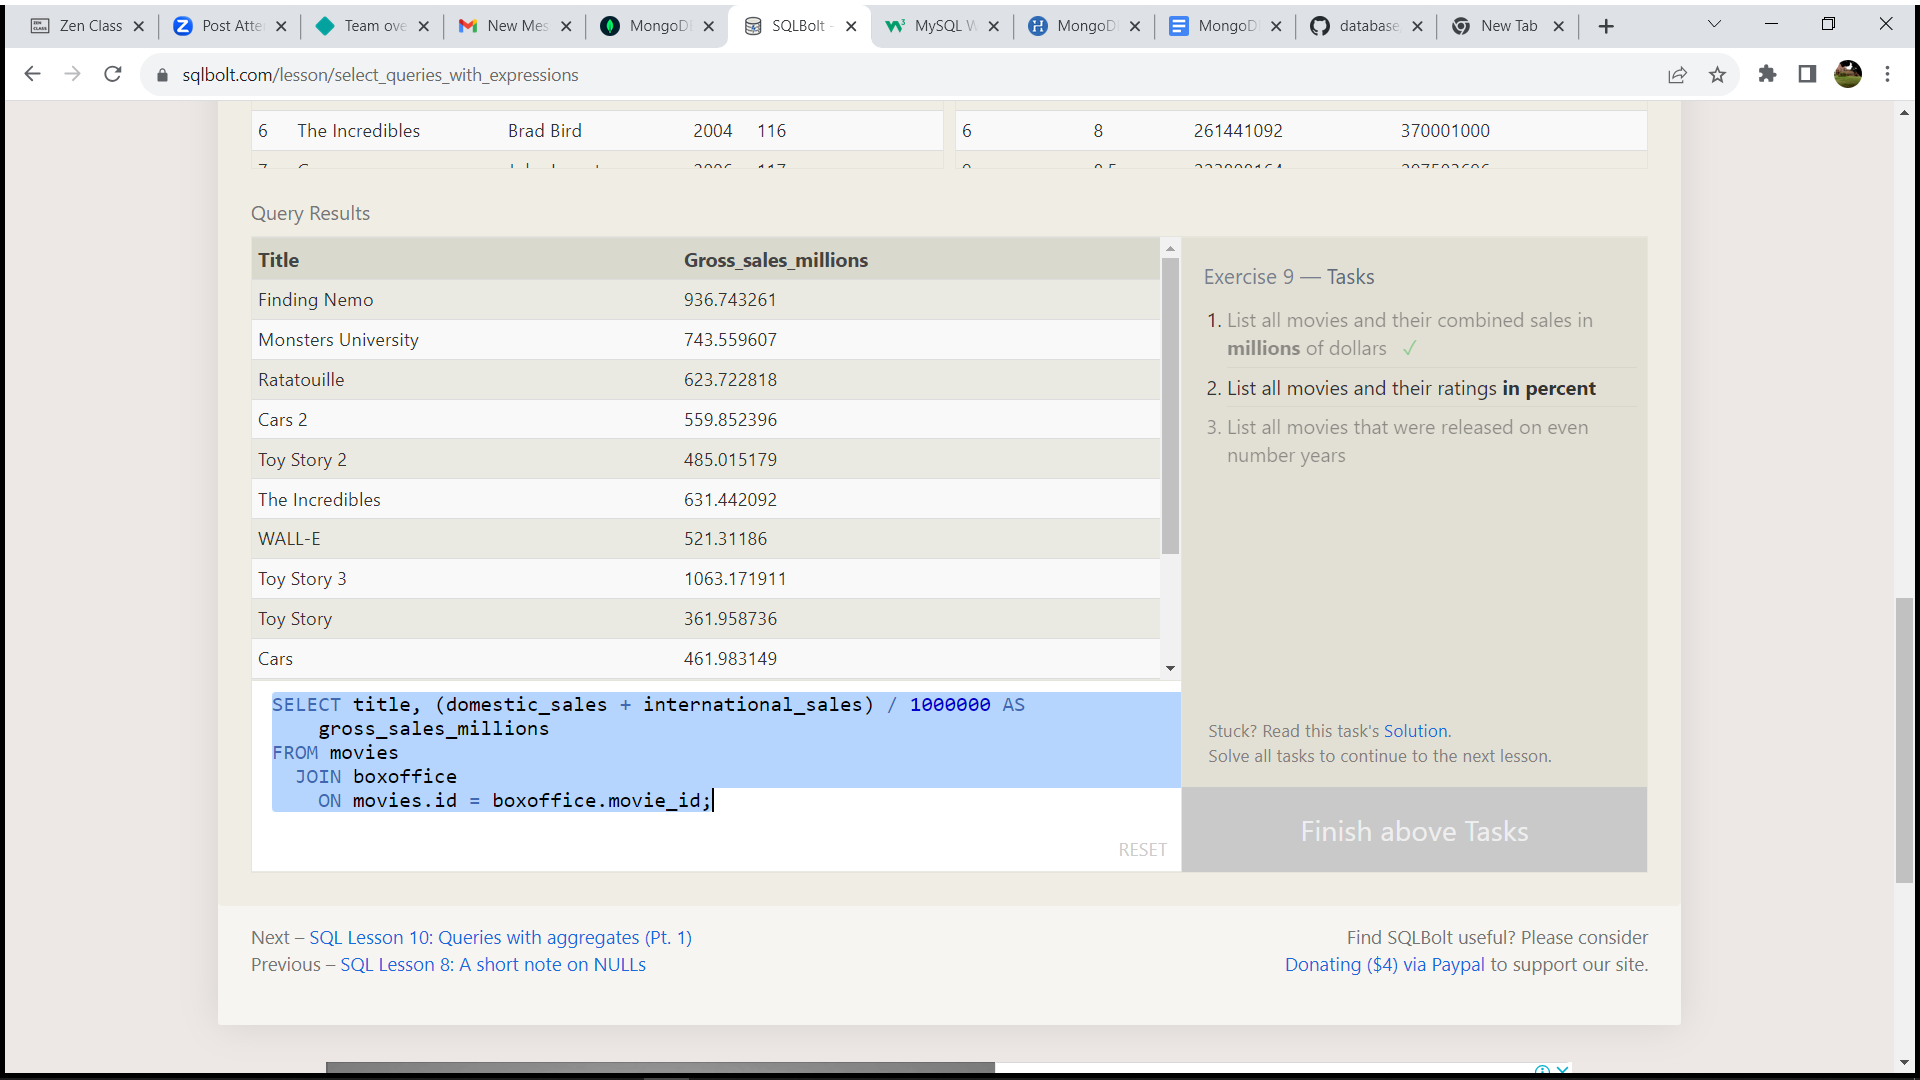 Zen Class
Post Atte
Team ove
New Mes
MongoD
SQLBolt -
MySQL W
MongoD
MongoD
database
New Tab
sqlbolt.com/lesson/select_queries_with_expressions
6 The Incredibles Brad Bird 2004 116
6 8 261441092 370001000
Query Results
Title Gross_sales_millions
Finding Nemo 936.743261
Monsters University 743.559607
Ratatouille 623.722818
Cars 2 559.852396
Toy Story 2 485.015179
The Incredibles 631.442092
WALL-E 521.31186
Toy Story 3 1063.171911
Toy Story 361.958736
Cars 461.983149
Exercise 9 — Tasks
1. List all movies and their combined sales in
millions of dollars ✓
2. List all movies and their ratings in percent
3. List all movies that were released on even
number years
SELECT title, (domestic_sales + international_sales) / 1000000 AS
gross_sales_millions
FROM movies
JOIN boxoffice
ON movies.id = boxoffice.movie_id;
RESET
Stuck? Read this task's Solution.
Solve all tasks to continue to the next lesson.
Finish above Tasks
Next – SQL Lesson 10: Queries with aggregates (Pt. 1)
Previous – SQL Lesson 8: A short note on NULLs
Find SQLBolt useful? Please consider
Donating ($4) via Paypal to support our site.